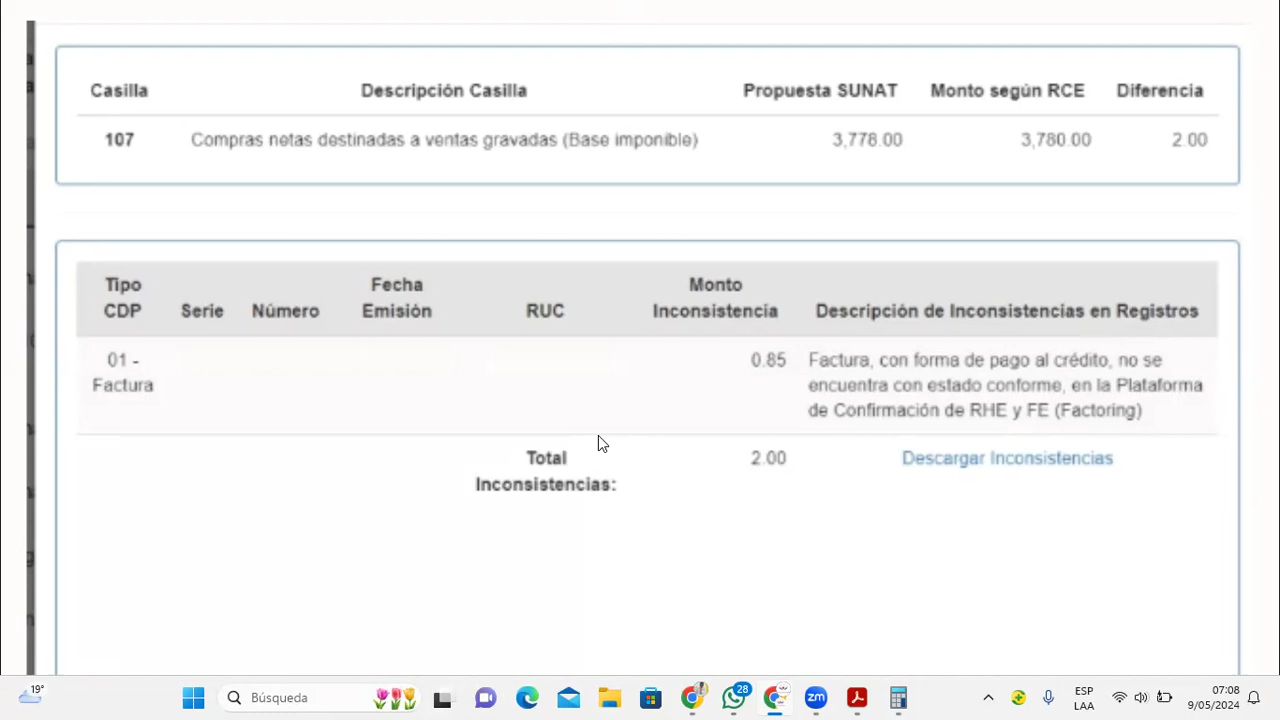 Casilla Descripción Casilla Propuesta SUNAT Monto según RCE Diferencia
107 Compras netas destinadas a ventas gravadas (Base imponible) 3,778.00 3,780.00 2.00
Tipo CDP Serie Número Fecha Emisión RUC Monto Inconsistencia Descripción de Inconsistencias en Registros
01 - Factura 0.85 Factura, con forma de pago al crédito, no se
encuentra con estado conforme, en la Plataforma
de Confirmación de RHE y FE (Factoring)
Total Inconsistencias: 2.00 Descargar Inconsistencias
19° Búsqueda 28 zm ESP LAA 07:08 9/05/2024